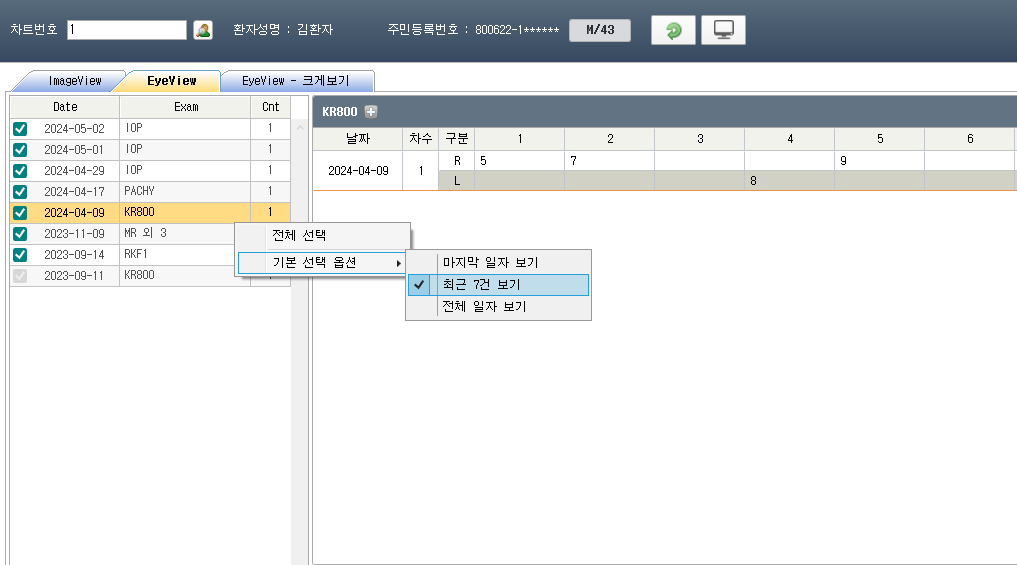 차트번호 1 환자성명 : 김환자 주민등록번호 : 800622-1****** M/43
ImageView EyeView EyeView - 크게보기
Date Exam Cnt
2024-05-02 IOP 1
2024-05-01 IOP 1
2024-04-29 IOP 1
2024-04-17 PACHY 1
2024-04-09 KR800 1
2023-11-09 MR 외 3
2023-09-14 RKF1
2023-09-11 KR800
KR800
날짜 차수 구분 1 2 3 4 5 6
2024-04-09 1 R 5 7 9
L 8
전체 선택
기본 선택 옵션
마지막 일자 보기
최근 7건 보기
전체 일자 보기